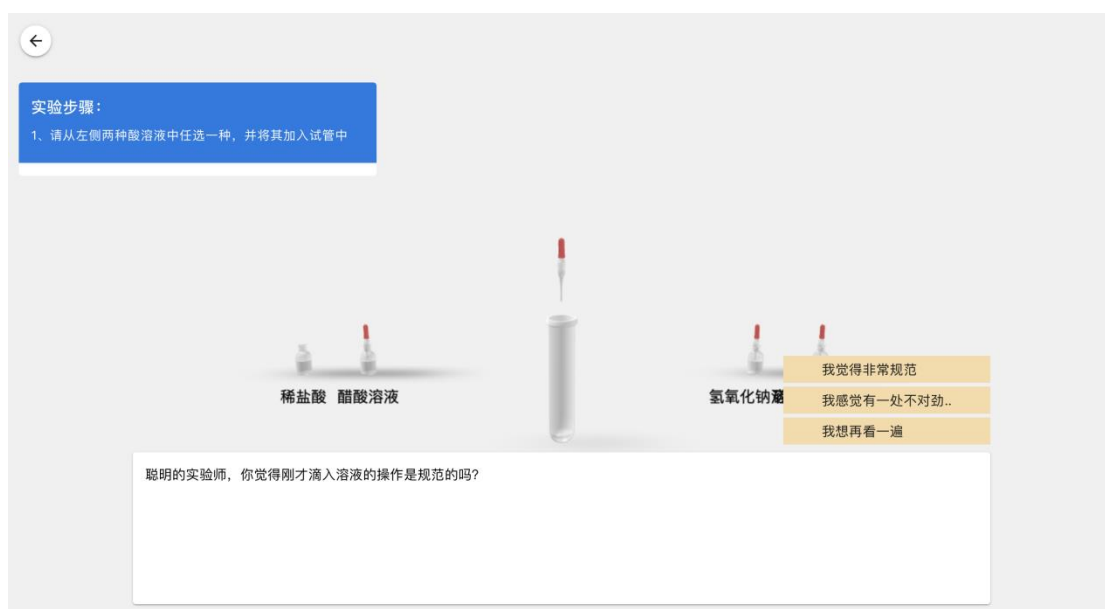 实验步骤：
1、请从左侧两种酸溶液中任选一种，并将其加入试管中
稀盐酸 醋酸溶液
氢氧化钠
我觉得非常规范
我感觉有一处不对劲..
我想再看一遍
聪明的实验师，你觉得刚才滴入溶液的操作是规范的吗?